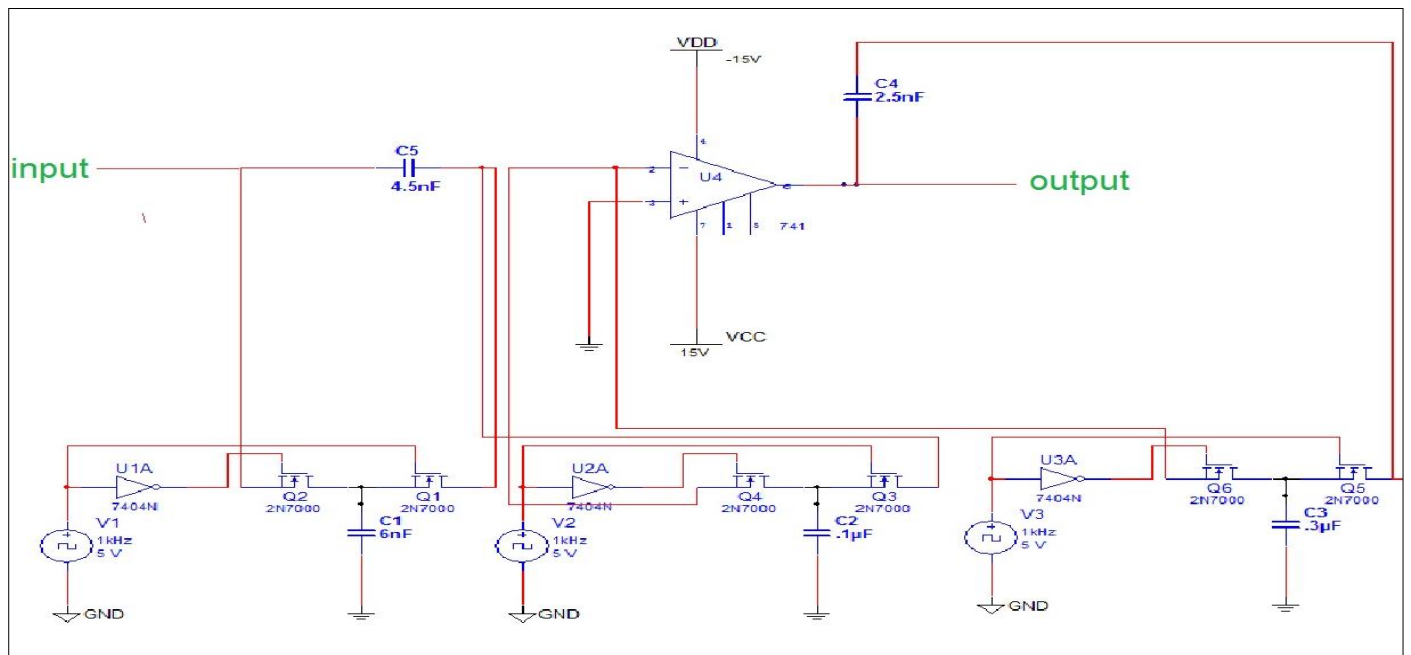 VDD
-15V
C4
2.5nF
input
C5
4.5nF
4
2
U4
6
3
7
1
5
741
output
VCC
15V
U1A
7404N
Q2
2N7000
Q1
2N7000
V1
1kHz
5 V
C1
6nF
GND
U2A
7404N
Q4
2N7000
Q3
2N7000
V2
1kHz
5 V
C2
.1µF
GND
U3A
7404N
Q6
2N7000
Q5
2N7000
V3
1kHz
5 V
C3
.3µF
GND